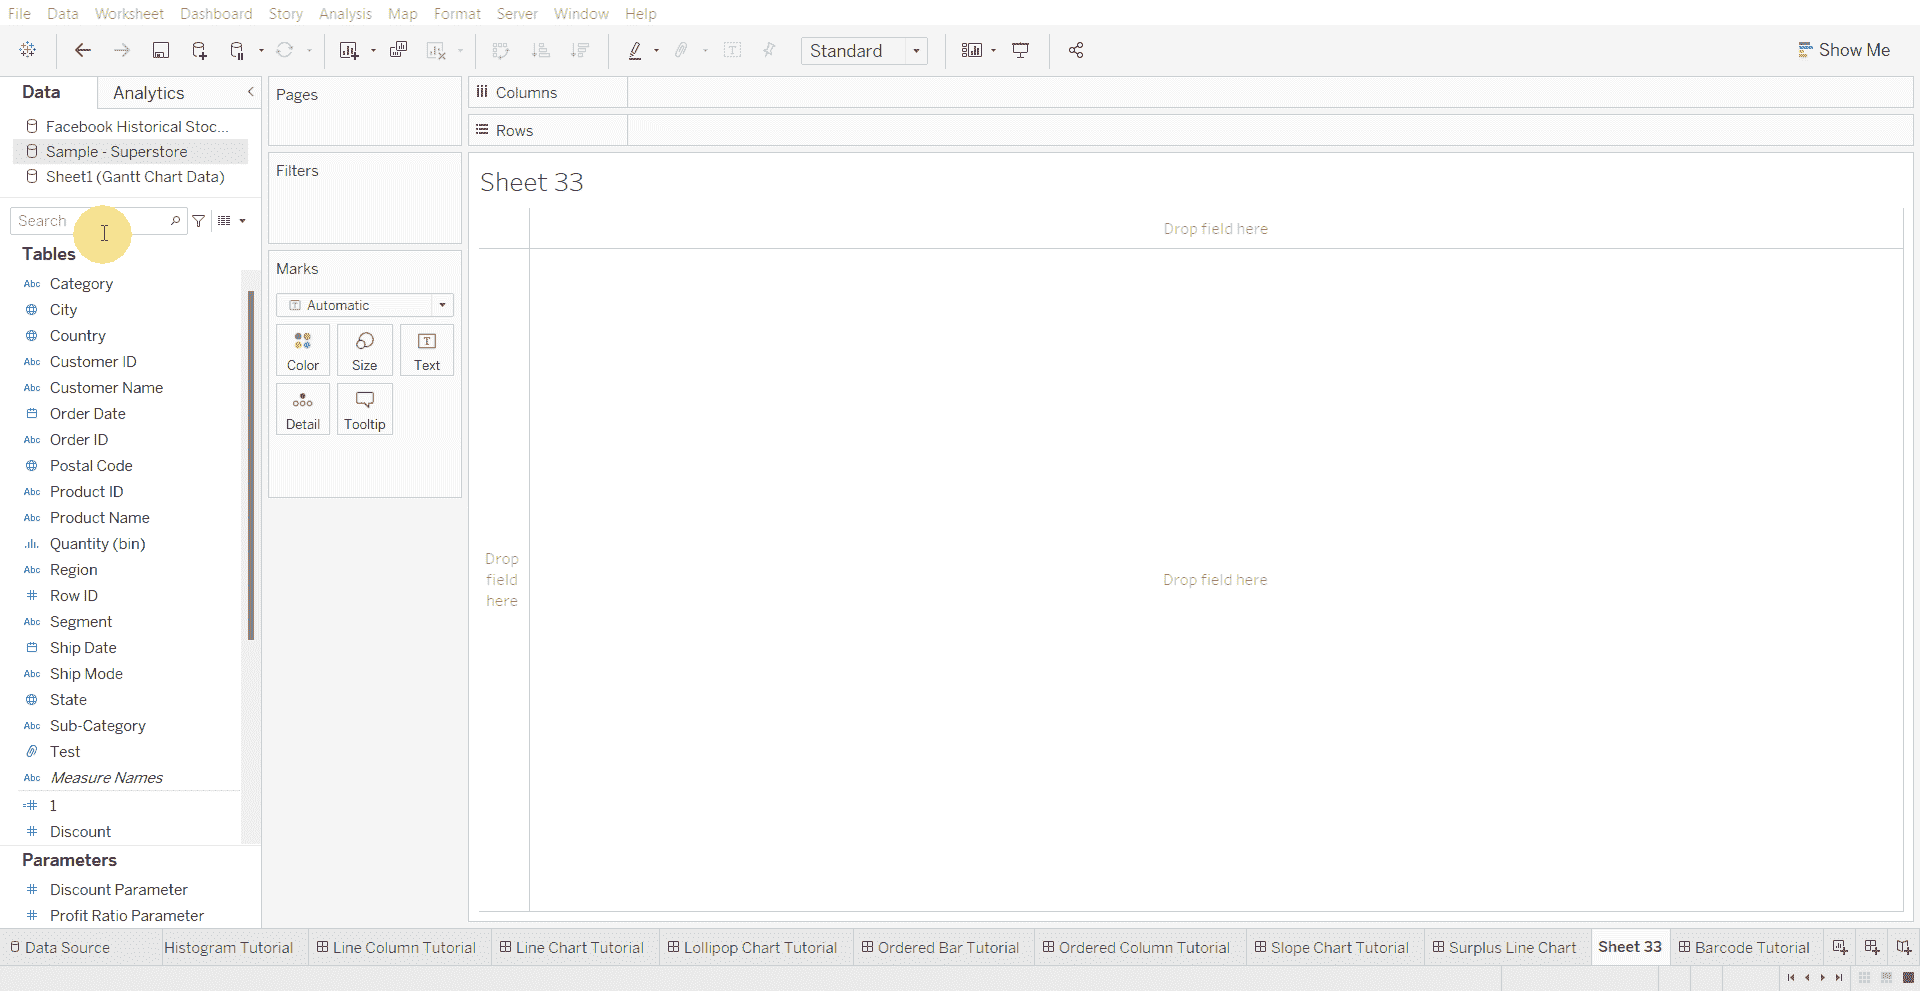 File Data Worksheet Dashboard Story Analysis Map Format Server Window Help
Standard
Show Me
Data
Analytics
Facebook Historical Stoc...
Sample - Superstore
Sheet1 (Gantt Chart Data)
Search
Tables
Abc Category
City
Country
Abc Customer ID
Abc Customer Name
Order Date
Abc Order ID
Postal Code
Abc Product ID
Abc Product Name
Quantity (bin)
Abc Region
# Row ID
Abc Segment
Ship Date
Abc Ship Mode
State
Abc Sub-Category
Test
Abc Measure Names
=# 1
# Discount
Parameters
# Discount Parameter
# Profit Ratio Parameter
Pages
Filters
Marks
T Automatic
Color
Size
T
Text
Detail
Tooltip
Columns
Rows
Sheet 33
Drop field here
Drop
field
here
Drop field here
Data Source
Histogram Tutorial
Line Column Tutorial
Line Chart Tutorial
Lollipop Chart Tutorial
Ordered Bar Tutorial
Ordered Column Tutorial
Slope Chart Tutorial
Surplus Line Chart
Sheet 33
Barcode Tutorial